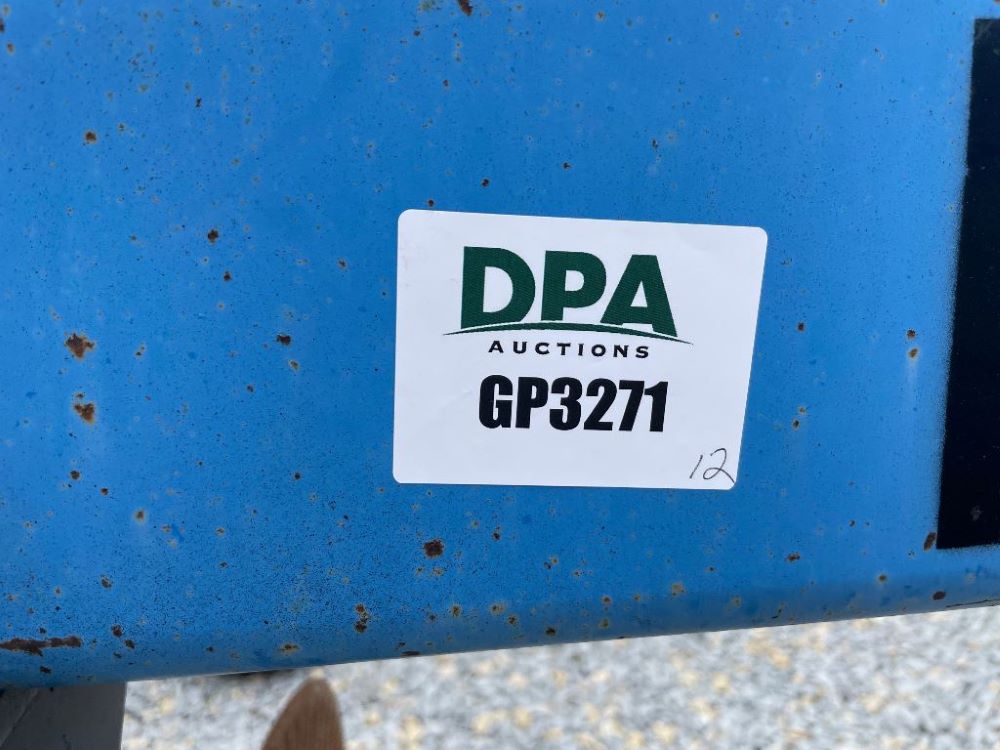 DPA
AUCTIONS
GP3271
12